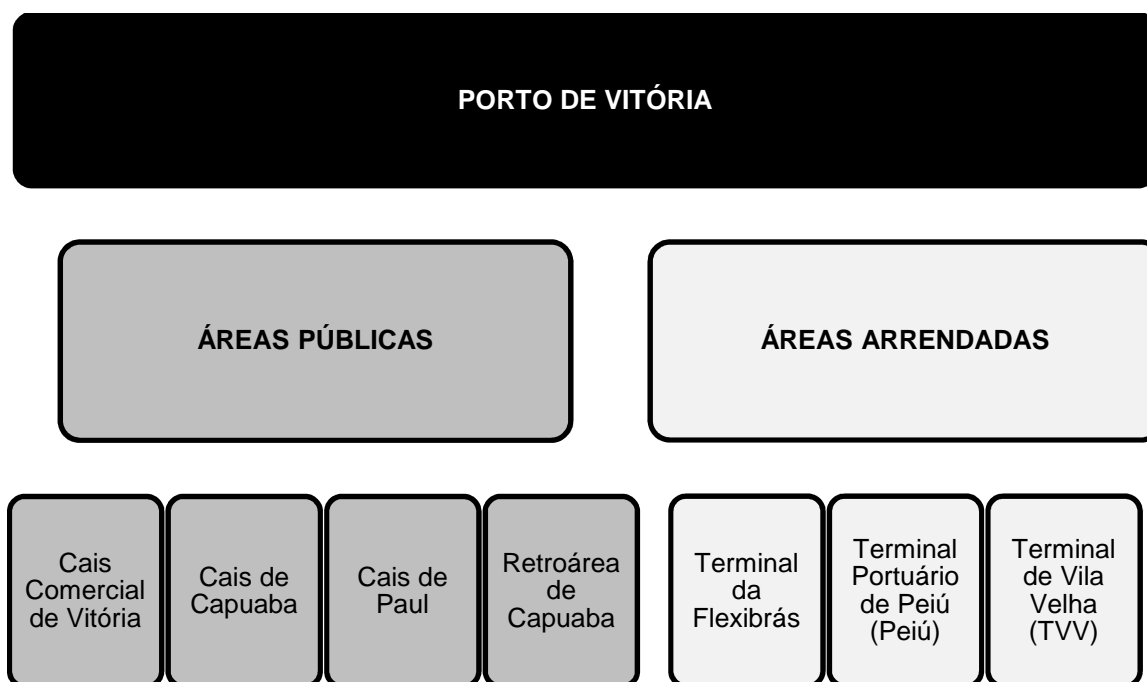 PORTO DE VITÓRIA
ÁREAS PÚBLICAS
ÁREAS ARRENDADAS
Cais
Comercial
de Vitória
Cais de
Capuaba
Cais de
Paul
Retroárea
de
Capuaba
Terminal
da
Flexibrás
Terminal
Portuário
de Peiú
(Peiú)
Terminal
de Vila
Velha
(TVV)